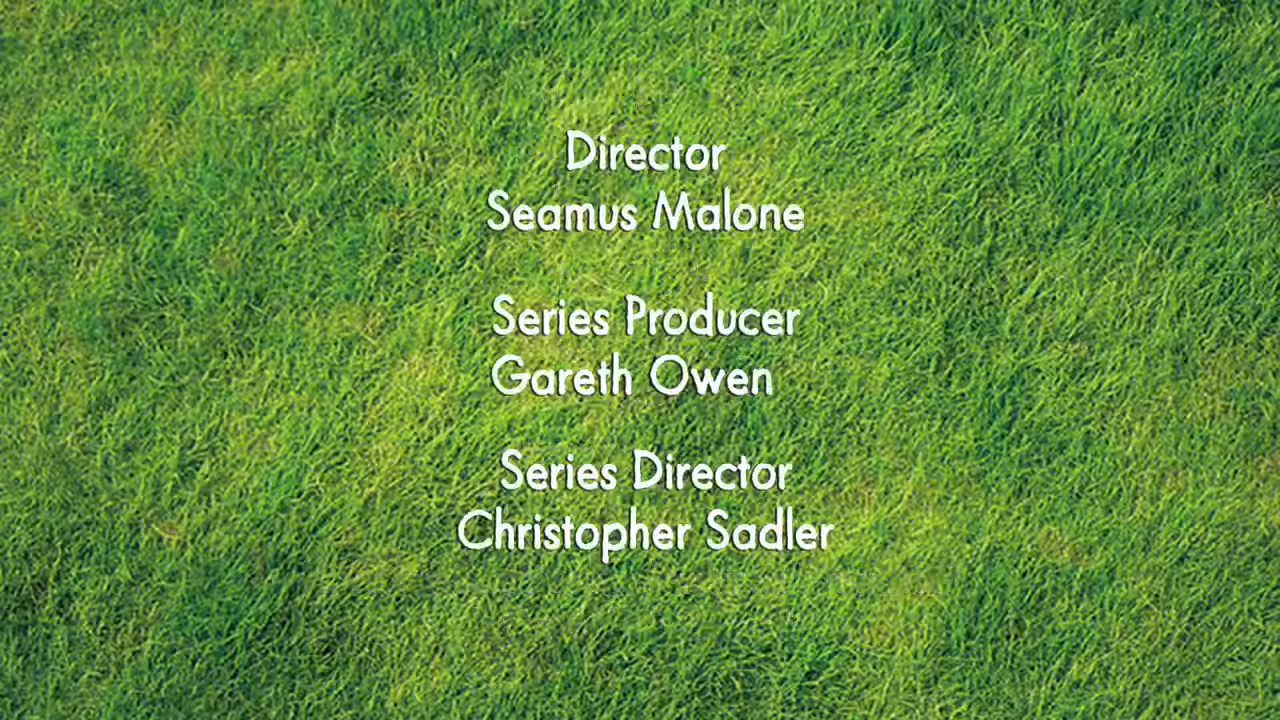 Director
Seamus Malone
Series Producer
Gareth Owen
Series Director
Christopher Sadler